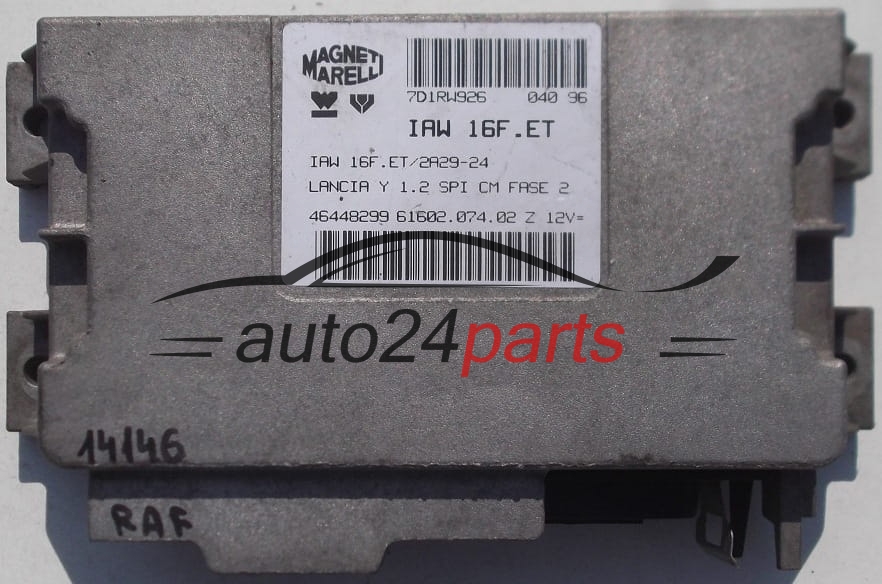 MAGNETI
MARELLI
7D1RW926 040 96
IAW 16F.ET
IAW 16F.ET/2A29-24
LANCIA Y 1.2 SPI CM FASE 2
46448299 61602.074.02 Z 12V=
auto24parts
14146
RAF